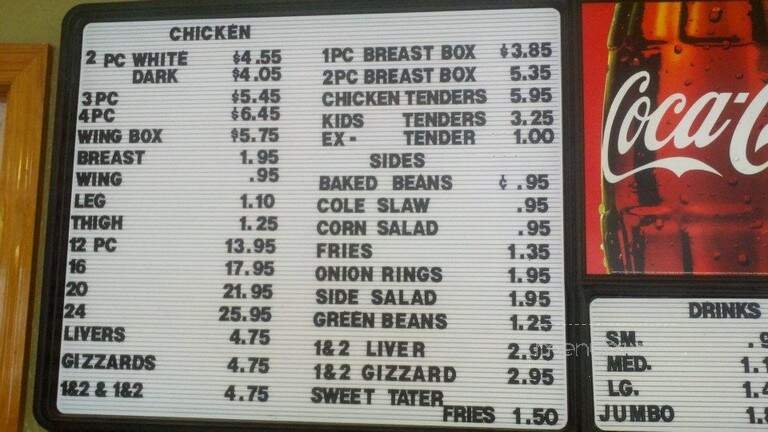 CHICKEN
2 PC WHITE $4.55
DARK $4.05
3 PC $5.45
4 PC $6.45
WING BOX $5.75
BREAST 1.95
WING .95
LEG 1.10
THIGH 1.25
12 PC 13.95
16 17.95
20 21.95
24 25.95
LIVERS 4.75
GIZZARDS 4.75
1&2 & 1&2 4.75
1PC BREAST BOX $3.85
2PC BREAST BOX 5.35
CHICKEN TENDERS 5.95
KIDS TENDERS 3.25
EX- TENDER 1.00
SIDES
BAKED BEANS ¢ .95
COLE SLAW .95
CORN SALAD .95
FRIES 1.35
ONION RINGS 1.95
SIDE SALAD 1.95
GREEN BEANS 1.25
1&2 LIVER 2.95
1&2 GIZZARD 2.95
SWEET TATER
FRIES 1.50
Coca-C
DRINKS
SM.
MED.
LG.
JUMBO